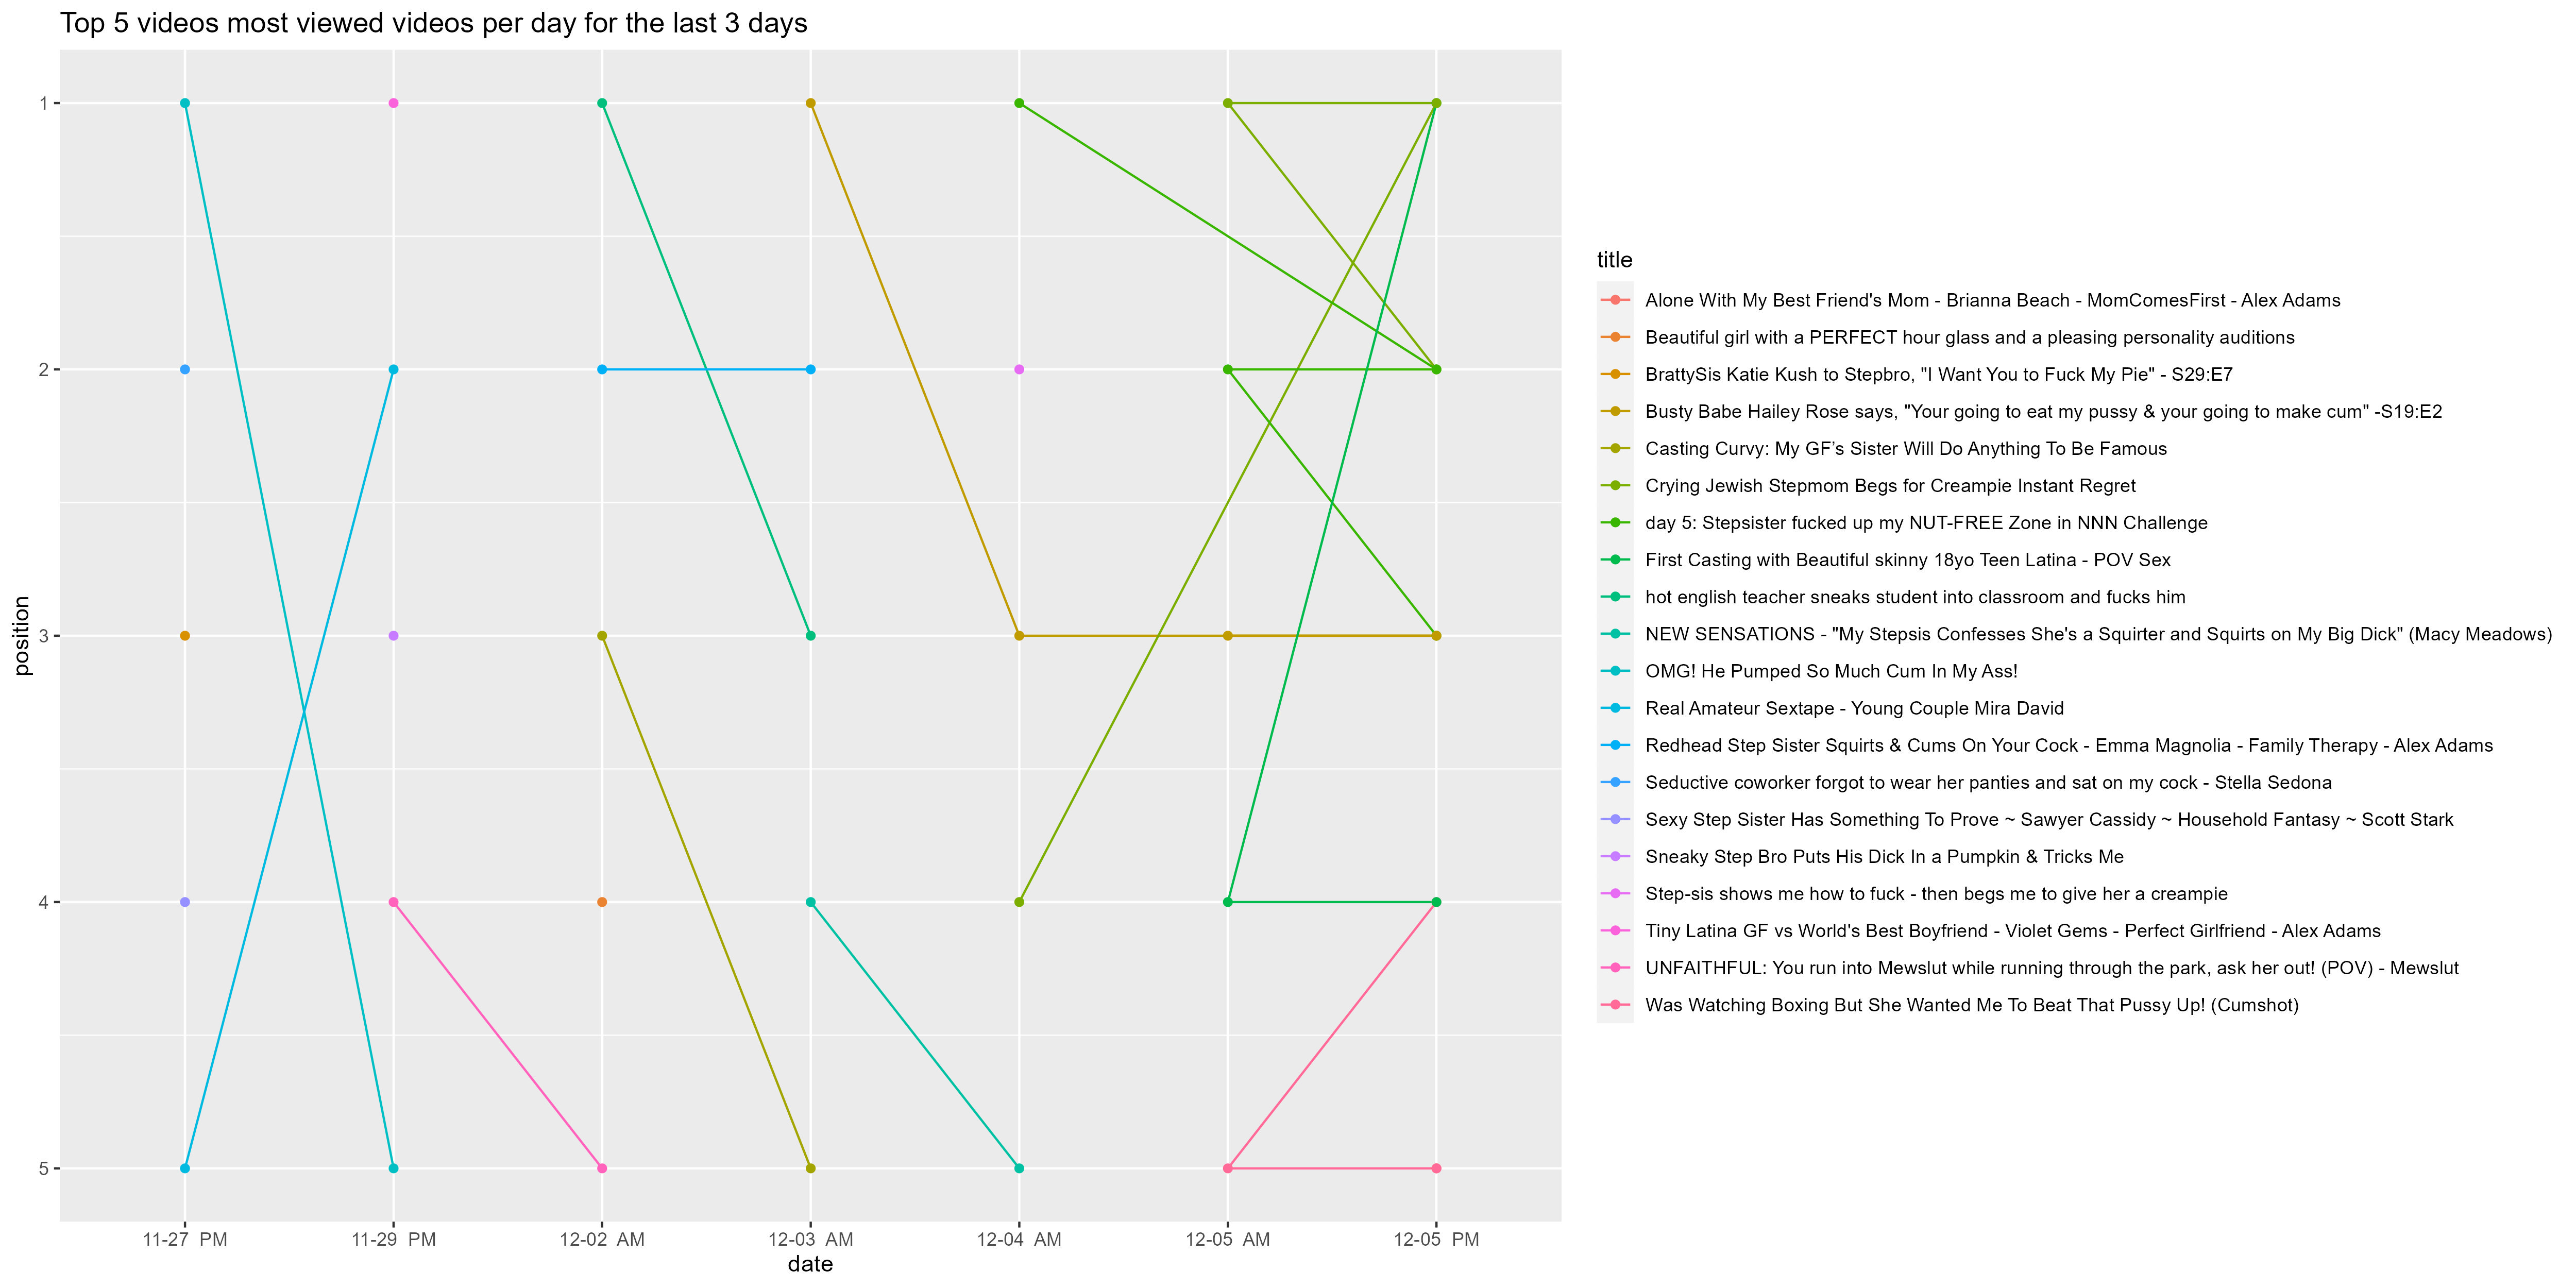 Top 5 videos most viewed videos per day for the last 3 days
position
1
2
3
4
5
11-27 PM
11-29 PM
12-02 AM
12-03 AM
12-04 AM
12-05 AM
12-05 PM
date
title
Alone With My Best Friend's Mom - Brianna Beach - MomComesFirst - Alex Adams
Beautiful girl with a PERFECT hour glass and a pleasing personality auditions
BrattySis Katie Kush to Stepbro, "I Want You to Fuck My Pie" - S29:E7
Busty Babe Hailey Rose says, "Your going to eat my pussy & your going to make cum" -S19:E2
Casting Curvy: My GF’s Sister Will Do Anything To Be Famous
Crying Jewish Stepmom Begs for Creampie Instant Regret
day 5: Stepsister fucked up my NUT-FREE Zone in NNN Challenge
First Casting with Beautiful skinny 18yo Teen Latina - POV Sex
hot english teacher sneaks student into classroom and fucks him
NEW SENSATIONS - "My Stepsis Confesses She's a Squirter and Squirts on My Big Dick" (Macy Meadows)
OMG! He Pumped So Much Cum In My Ass!
Real Amateur Sextape - Young Couple Mira David
Redhead Step Sister Squirts & Cums On Your Cock - Emma Magnolia - Family Therapy - Alex Adams
Seductive coworker forgot to wear her panties and sat on my cock - Stella Sedona
Sexy Step Sister Has Something To Prove ~ Sawyer Cassidy ~ Household Fantasy ~ Scott Stark
Sneaky Step Bro Puts His Dick In a Pumpkin & Tricks Me
Step-sis shows me how to fuck - then begs me to give her a creampie
Tiny Latina GF vs World's Best Boyfriend - Violet Gems - Perfect Girlfriend - Alex Adams
UNFAITHFUL: You run into Mewslut while running through the park, ask her out! (POV) - Mewslut
Was Watching Boxing But She Wanted Me To Beat That Pussy Up! (Cumshot)